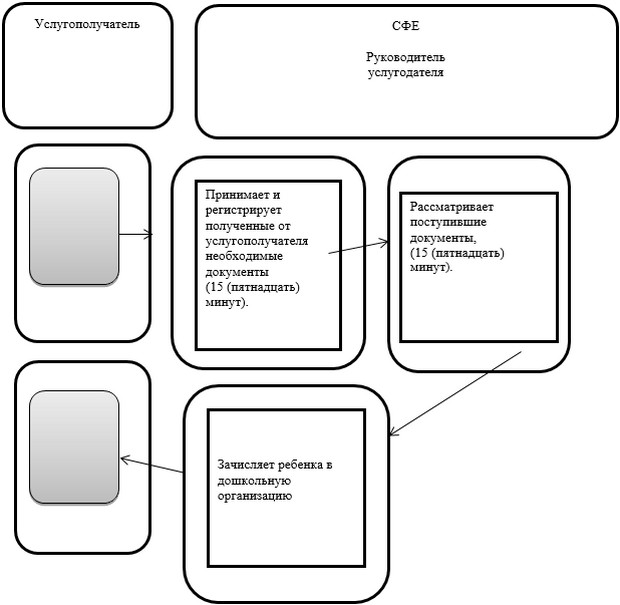 Услугополучатель
СФЕ
Руководитель
услугодателя
Принимает и
регистрирует
полученные от
услугополучателя
необходимые
документы
(15 (пятнадцать)
минут).
Рассматривает
поступившие
документы,
(15 (пятнадцать)
минут).
Зачисляет ребенка в
дошкольную
организацию